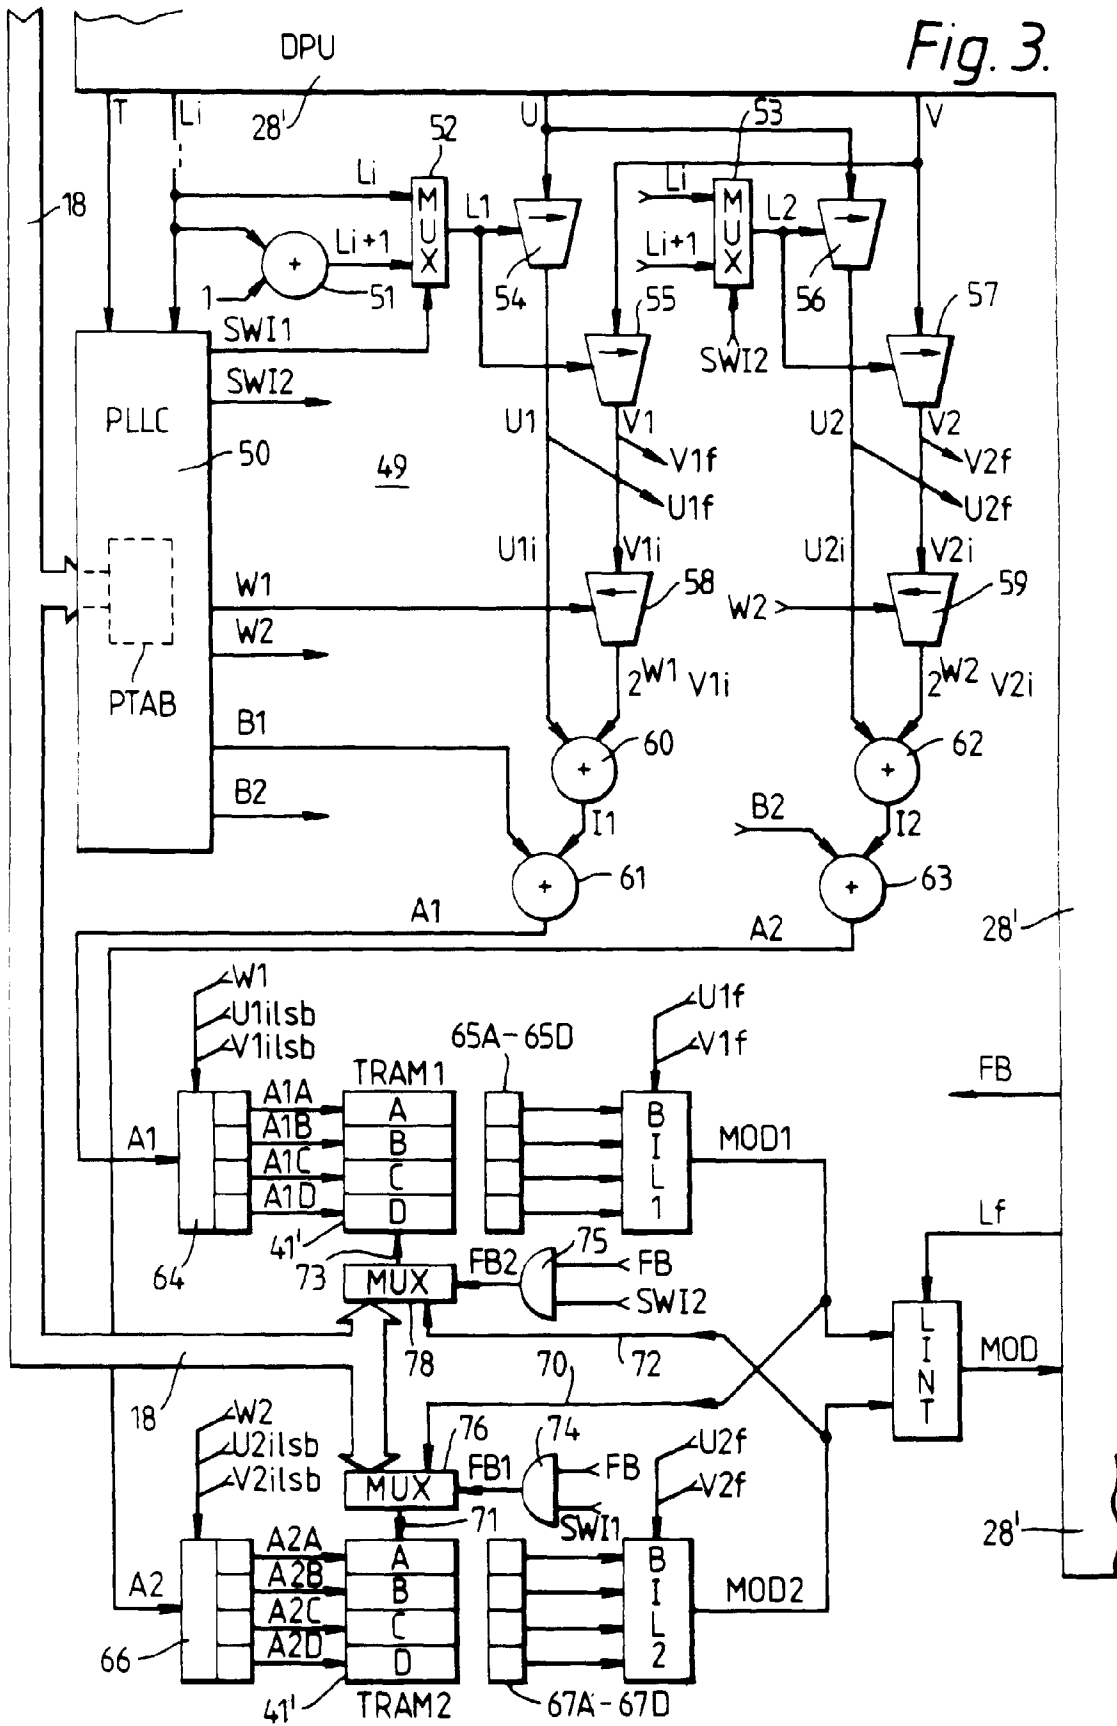 Fig. 3.
DPU
T
Li
28'
52
U
53
V
18
Li
MUX
L1
Li
MUX
L2
Li+1
Li+1
+
1
51
54
55
56
57
SWI1
SWI2
SWI2
PLLC
50
49
U1
V1
V1f
U1f
U2
V2
V2f
U2f
U1i
V1i
U2i
V2i
W1
58
W2
59
W2
PTAB
2^W1 V1i
2^W2 V2i
B1
+
60
+
62
B2
I1
B2
I2
+
61
+
63
A1
A2
28'
W1
U1ilsb
V1ilsb
65A-65D
U1f
V1f
TRAM1
FB
A1
A1A
A
A1B
B
A1C
C
A1D
D
BIL1
MOD1
64
41'
73
MUX
FB2
75
FB
SWI2
Lf
78
72
LINT
MOD
18
70
W2
U2ilsb
V2ilsb
76
MUX
FB1
74
FB
SWI1
U2f
V2f
71
28'
A2
A2A
A
A2B
B
A2C
C
A2D
D
BIL2
MOD2
66
41'
TRAM2
67A-67D